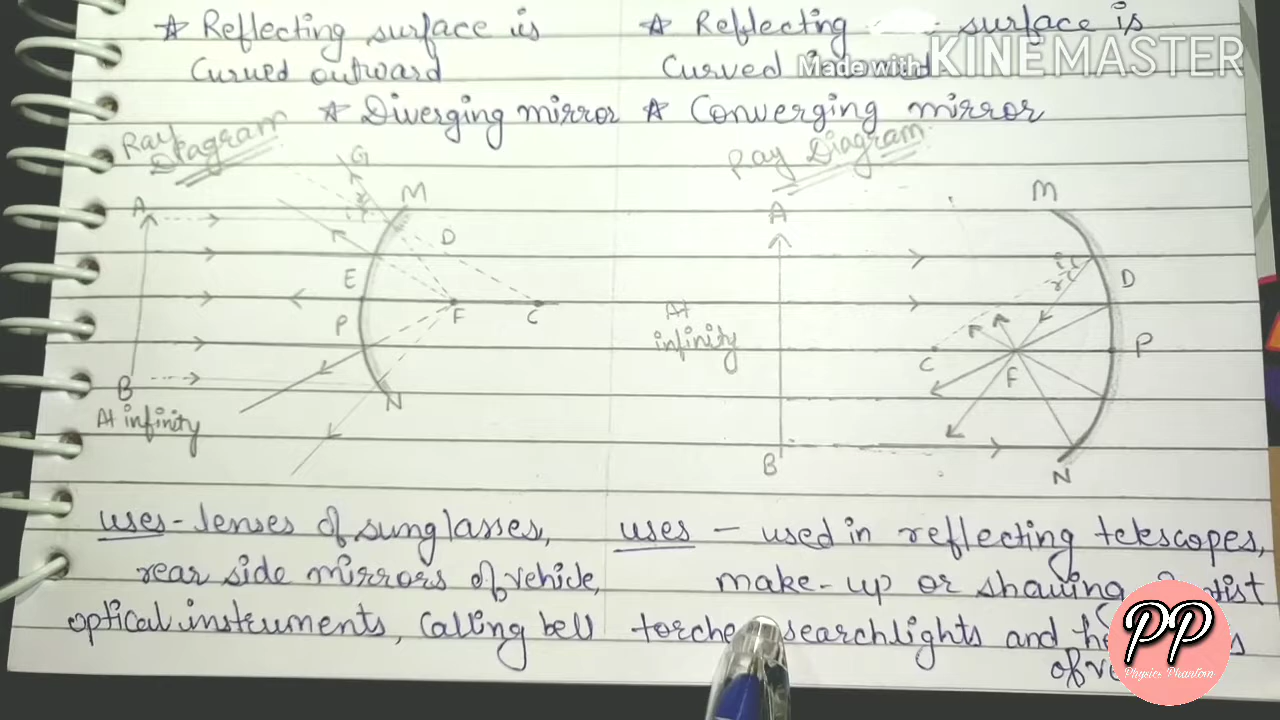 ☆ Reflecting surface is
Curved outward
☆ Diverging mirror
Ray Diagram
G
M
A
i
r
D
E
F
C
P
B
N
At infinity
uses - lenses of sunglasses,
rear side mirrors of vehicle,
optical instruments, Calling bell
☆ Reflecting surface is
Curved
☆ Converging mirror
Ray Diagram
M
A
i
r
D
At
infinity
C
F
P
B
N
uses - used in reflecting telescopes,
make-up or shaving
searchlights and
of
Made with KINEMASTER
PP
Physics Phantom